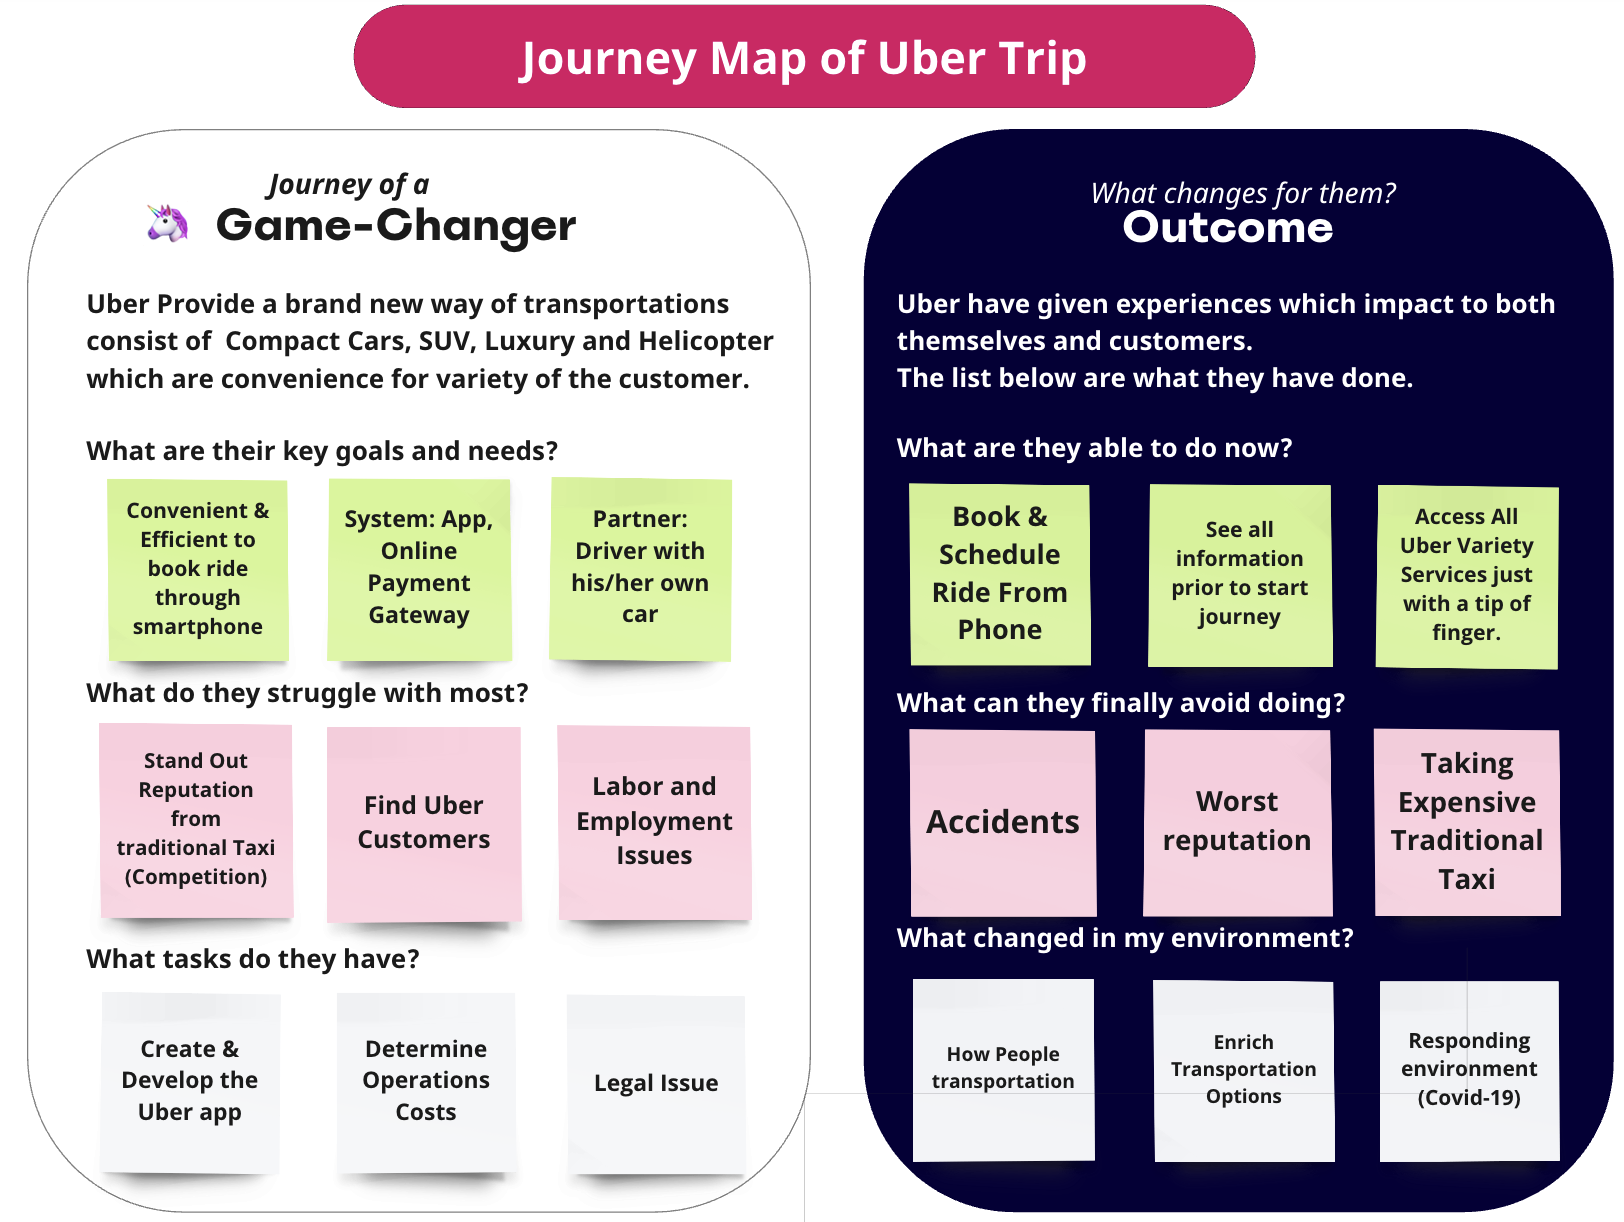 Journey Map of Uber Trip
Journey of a
Game-Changer
Uber Provide a brand new way of transportations
consist of  Compact Cars, SUV, Luxury and Helicopter
which are convenience for variety of the customer.
What are their key goals and needs?
Convenient &
Efficient to
book ride
through
smartphone
System: App,
Online
Payment
Gateway
Partner:
Driver with
his/her own
car
What do they struggle with most?
Stand Out
Reputation
from
traditional Taxi
(Competition)
Find Uber
Customers
Labor and
Employment
Issues
What tasks do they have?
Create &
Develop the
Uber app
Determine
Operations
Costs
Legal Issue
What changes for them?
Outcome
Uber have given experiences which impact to both
themselves and customers.
The list below are what they have done.
What are they able to do now?
Book &
Schedule
Ride From
Phone
See all
information
prior to start
journey
Access All
Uber Variety
Services just
with a tip of
finger.
What can they finally avoid doing?
Accidents
Worst
reputation
Taking
Expensive
Traditional
Taxi
What changed in my environment?
How People
transportation
Enrich
Transportation
Options
Responding
environment
(Covid-19)